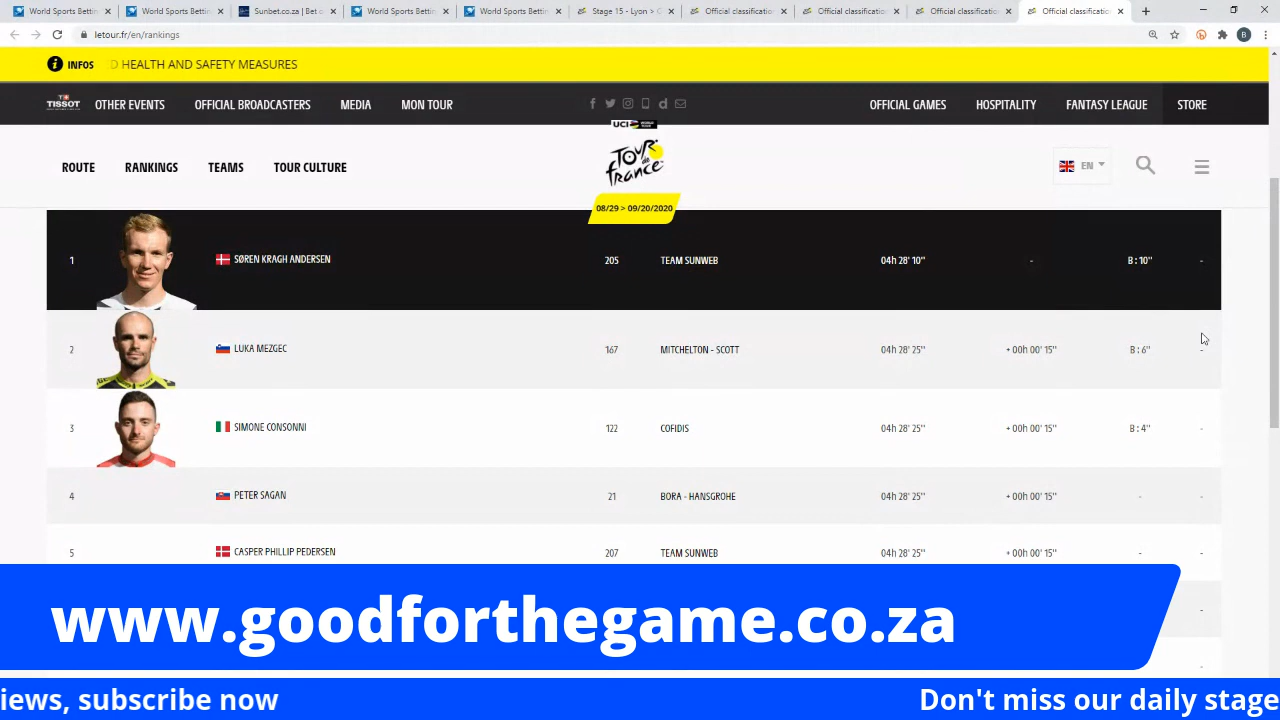 World Sports Bettin
World Sports Bettin
Sunbet.co.za | Bet o
World Sports Bettin
World Sports Bettin
Stage 15 - Lyon > G
Official classification
Official classification
Official classification
Official classification
letour.fr/en/rankings
INFOS
D HEALTH AND SAFETY MEASURES
TISSOT
OTHER EVENTS
OFFICIAL BROADCASTERS
MEDIA
MON TOUR
OFFICIAL GAMES
HOSPITALITY
FANTASY LEAGUE
STORE
UCI
ROUTE
RANKINGS
TEAMS
TOUR CULTURE
TOUR de france
EN
08/29 > 09/20/2020
1 SØREN KRAGH ANDERSEN 205 TEAM SUNWEB 04h 28' 10'' - B : 10'' -
2 LUKA MEZGEC 167 MITCHELTON - SCOTT 04h 28' 25'' + 00h 00' 15'' B : 6'' -
3 SIMONE CONSONNI 122 COFIDIS 04h 28' 25'' + 00h 00' 15'' B : 4'' -
4 PETER SAGAN 21 BORA - HANSGROHE 04h 28' 25'' + 00h 00' 15'' - -
5 CASPER PHILLIP PEDERSEN 207 TEAM SUNWEB 04h 28' 25'' + 00h 00' 15'' - -
www.goodforthegame.co.za
iews, subscribe now
Don't miss our daily stage